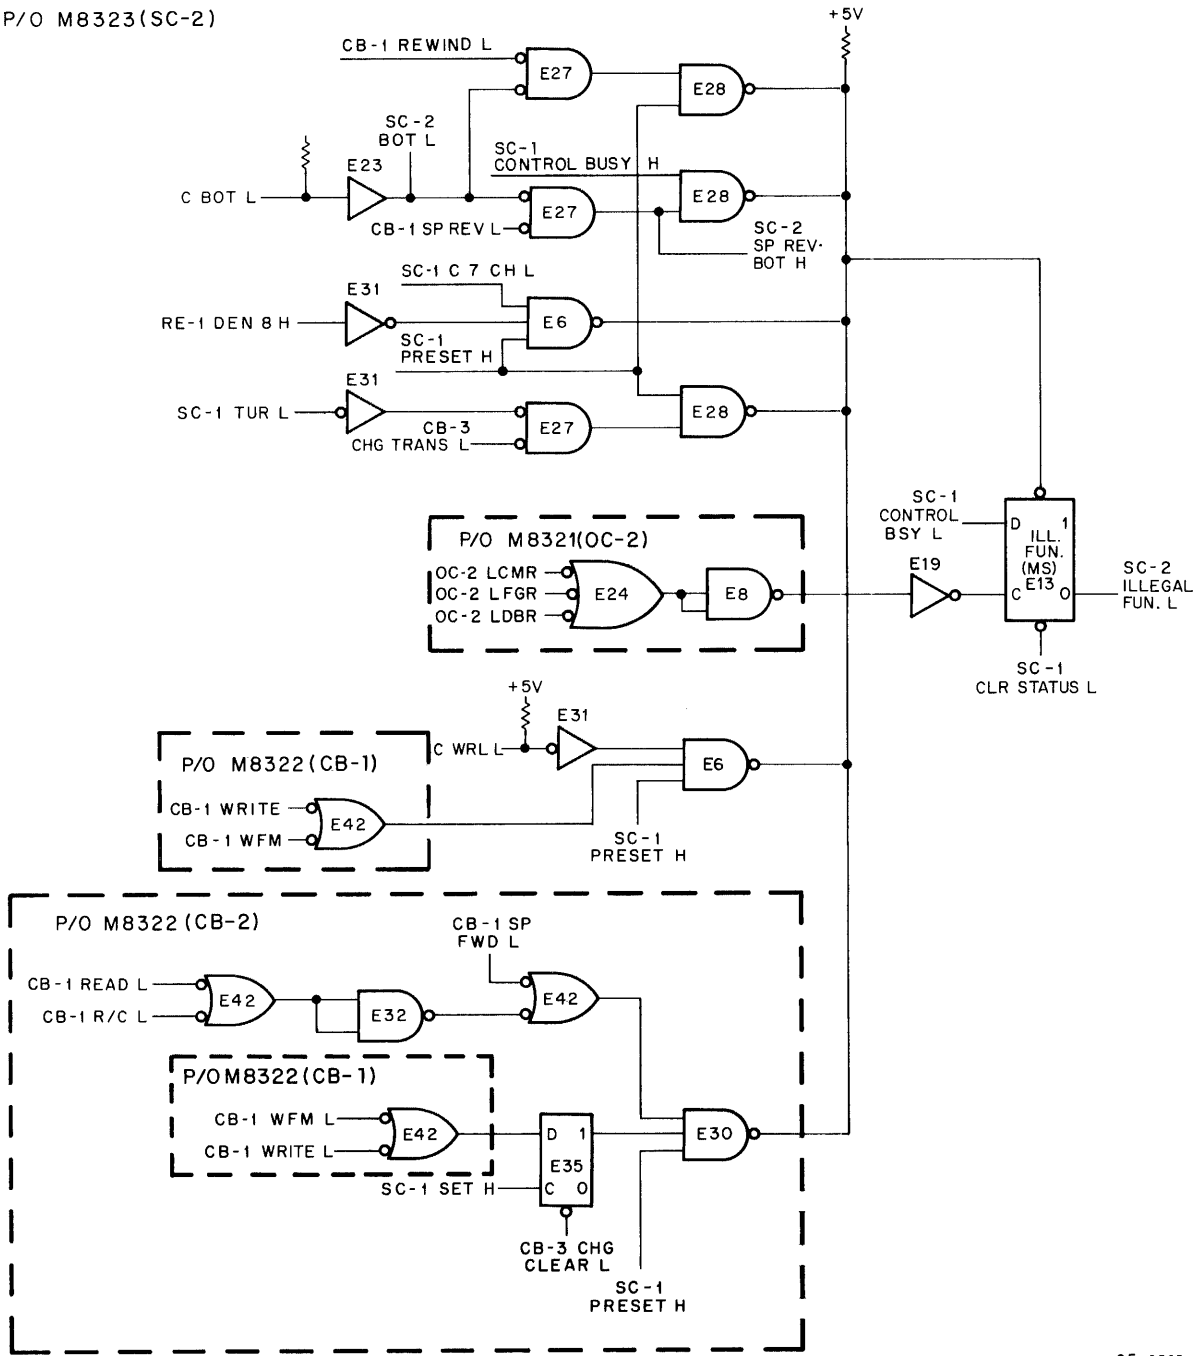 P/O M8323(SC-2)
+5V
CB-1 REWIND L
E27
E28
SC-2
BOT L
SC-1
CONTROL BUSY H
E23
C BOT L
E27
E28
CB-1 SP REV L
SC-2
SP REV·
BOT H
SC-1 C 7 CH L
E31
RE-1 DEN 8 H
E6
SC-1
PRESET H
E31
SC-1 TUR L
E27
E28
CB-3
CHG TRANS L
P/O M8321(OC-2)
OC-2 LCMR
OC-2 LFGR
OC-2 LDBR
E24
E8
E19
SC-1
CONTROL
BSY L
D 1
ILL.
FUN.
(MS)
E13
C 0
SC-2
ILLEGAL
FUN. L
SC-1
CLR STATUS L
+5V
E31
C WRL L
E6
P/O M8322(CB-1)
CB-1 WRITE
CB-1 WFM
E42
SC-1
PRESET H
P/O M8322(CB-2)
CB-1 SP
FWD L
CB-1 READ L
CB-1 R/C L
E42
E32
E42
P/O M8322(CB-1)
CB-1 WFM L
CB-1 WRITE L
E42
D 1
E35
C 0
E30
SC-1 SET H
CB-3 CHG
CLEAR L
SC-1
PRESET H